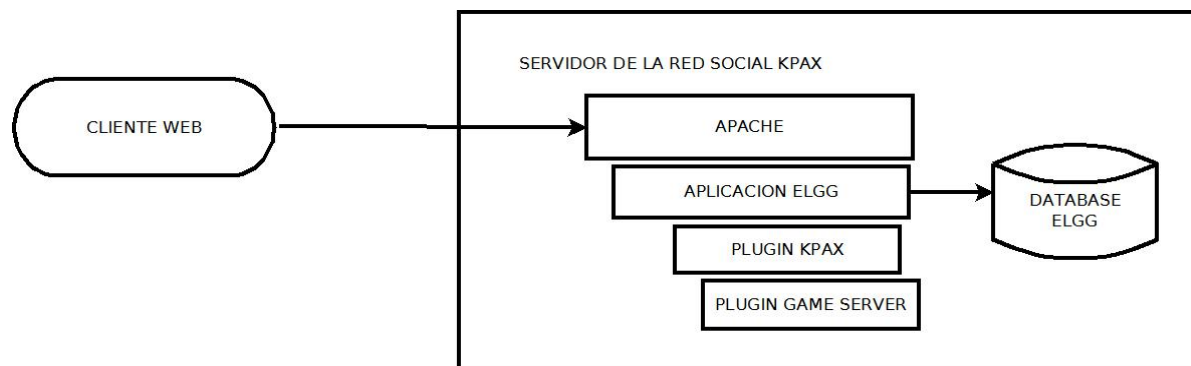 SERVIDOR DE LA RED SOCIAL KPAX
CLIENTE WEB
APACHE
APLICACION ELGG
DATABASE
ELGG
PLUGIN KPAX
PLUGIN GAME SERVER